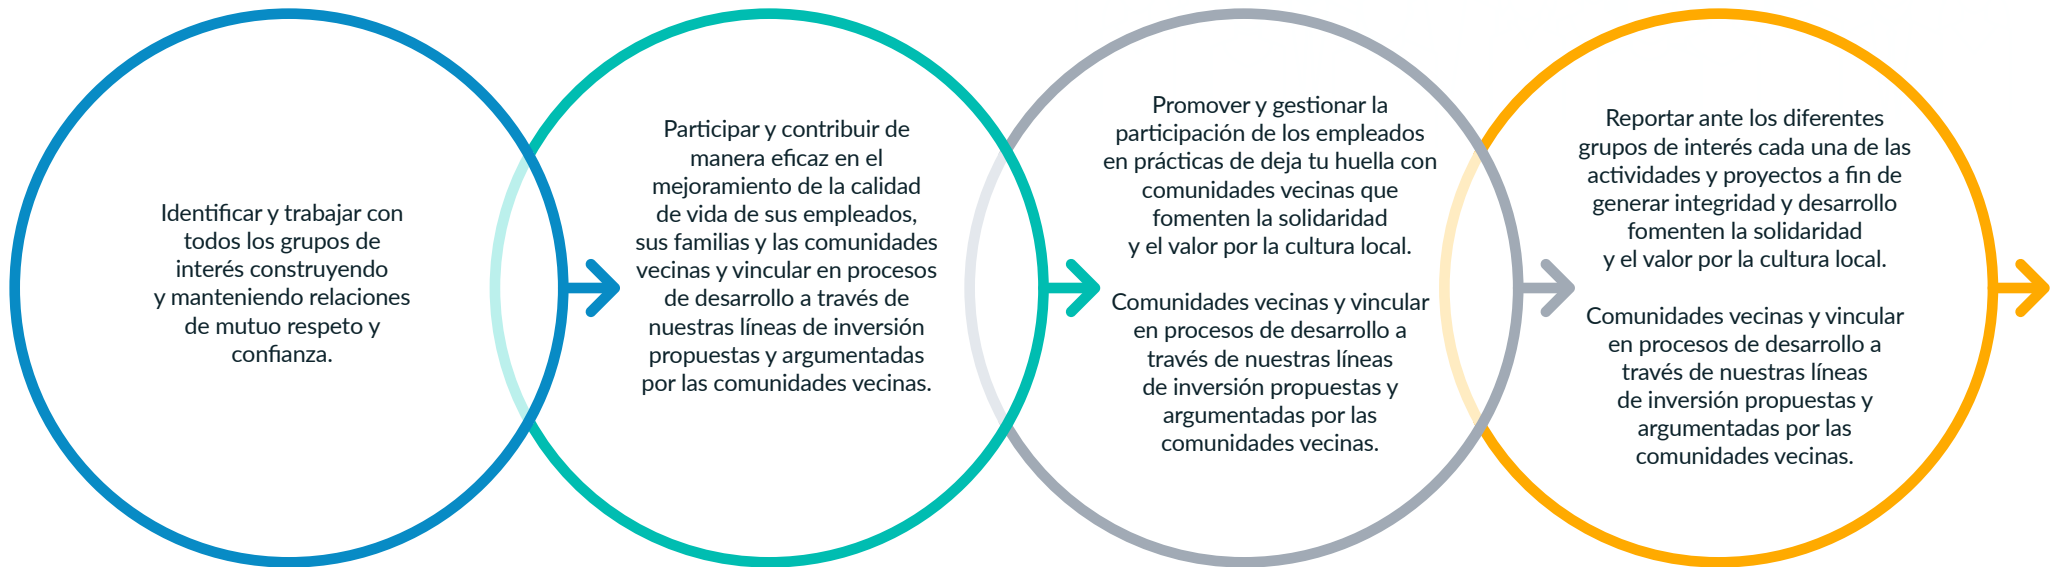 Identificar y trabajar con
todos los grupos de
interés construyendo
y manteniendo relaciones
de mutuo respeto y
confianza.
Participar y contribuir de
manera eficaz en el
mejoramiento de la calidad
de vida de sus empleados,
sus familias y las comunidades
vecinas y vincular en procesos
de desarrollo a través de
nuestras líneas de inversión
propuestas y argumentadas
por las comunidades vecinas.
Promover y gestionar la
participación de los empleados
en prácticas de deja tu huella con
comunidades vecinas que
fomenten la solidaridad
y el valor por la cultura local.
Comunidades vecinas y vincular
en procesos de desarrollo a
través de nuestras líneas
de inversión propuestas y
argumentadas por las
comunidades vecinas.
Reportar ante los diferentes
grupos de interés cada una de las
actividades y proyectos a fin de
generar integridad y desarrollo
fomenten la solidaridad
y el valor por la cultura local.
Comunidades vecinas y vincular
en procesos de desarrollo a
través de nuestras líneas
de inversión propuestas y
argumentadas por las
comunidades vecinas.